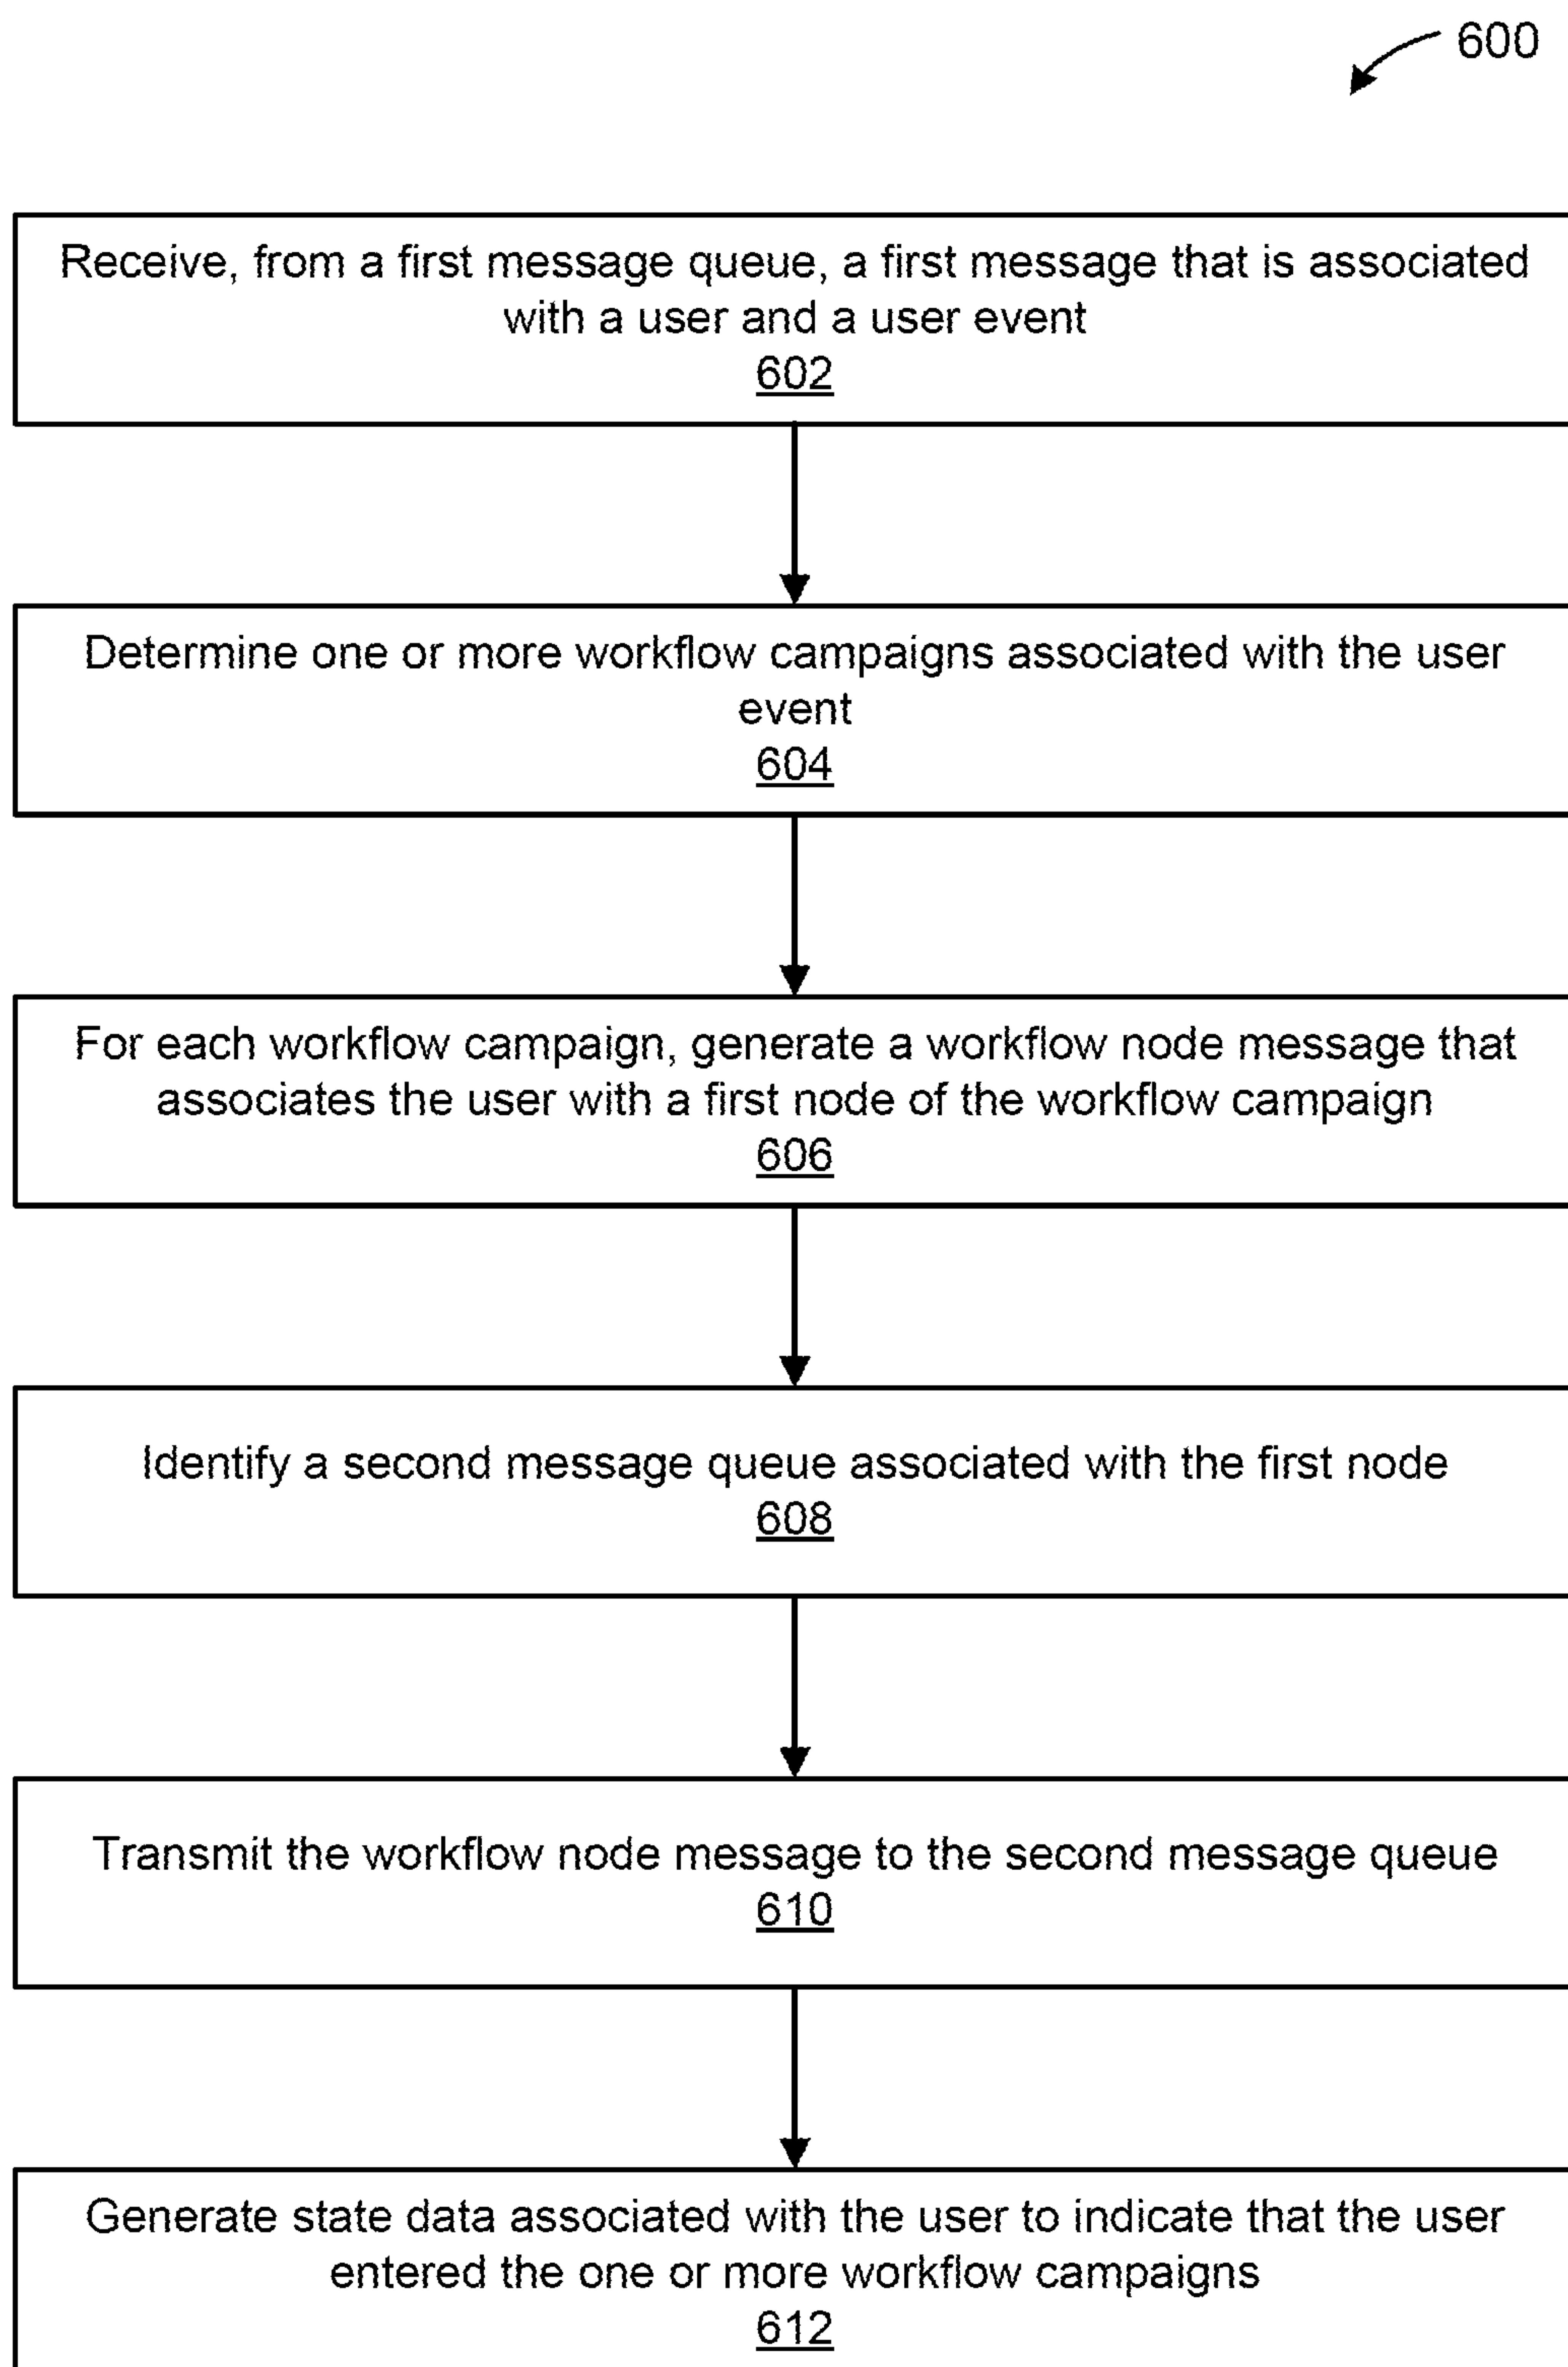 600
Receive, from a first message queue, a first message that is associated
with a user and a user event
602
Determine one or more workflow campaigns associated with the user
event
604
For each workflow campaign, generate a workflow node message that
associates the user with a first node of the workflow campaign
606
Identify a second message queue associated with the first node
608
Transmit the workflow node message to the second message queue
610
Generate state data associated with the user to indicate that the user
entered the one or more workflow campaigns
612